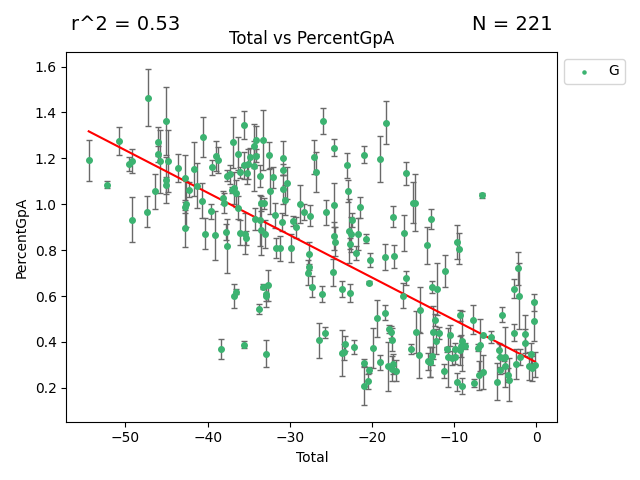 r^2 = 0.53
N = 221
Total vs PercentGpA
G
PercentGpA
1.6
1.4
1.2
1.0
0.8
0.6
0.4
0.2
−50 −40 −30 −20 −10 0
Total